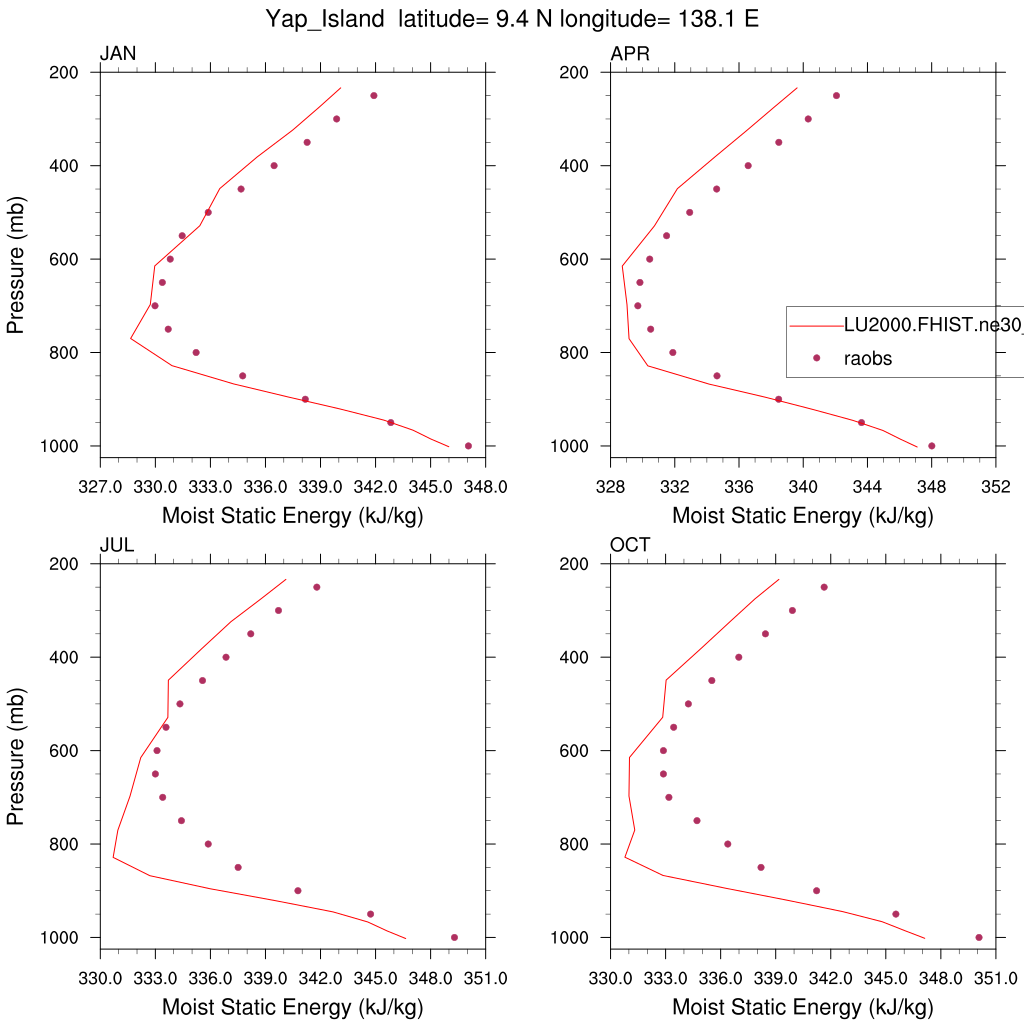 Yap_Island  latitude= 9.4 N longitude= 138.1 E
JAN
200
400
600
800
1000
Pressure (mb)
327.0 330.0 333.0 336.0 339.0 342.0 345.0 348.0
Moist Static Energy (kJ/kg)
APR
200
400
600
800
1000
LU2000.FHIST.ne30_
raobs
328 332 336 340 344 348 352
Moist Static Energy (kJ/kg)
JUL
200
400
600
800
1000
Pressure (mb)
330.0 333.0 336.0 339.0 342.0 345.0 348.0 351.0
Moist Static Energy (kJ/kg)
OCT
200
400
600
800
1000
330.0 333.0 336.0 339.0 342.0 345.0 348.0 351.0
Moist Static Energy (kJ/kg)